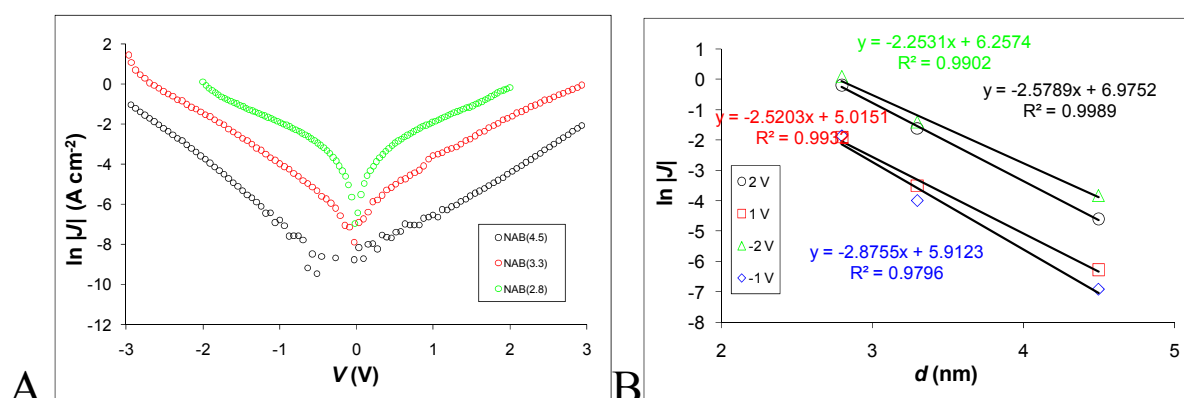 2
0
-2
-4
-6
-8
-10
-12
ln |J| (A cm-2)
-3
-2
-1
0
1
2
3
V (V)
NAB(4.5)
NAB(3.3)
NAB(2.8)
A
1
0
-1
-2
-3
-4
-5
-6
-7
-8
ln |J|
2
3
4
5
d (nm)
y = -2.2531x + 6.2574
R² = 0.9902
y = -2.5789x + 6.9752
R² = 0.9989
y = -2.5203x + 5.0151
R² = 0.9932
y = -2.8755x + 5.9123
R² = 0.9796
2 V
1 V
-2 V
-1 V
B